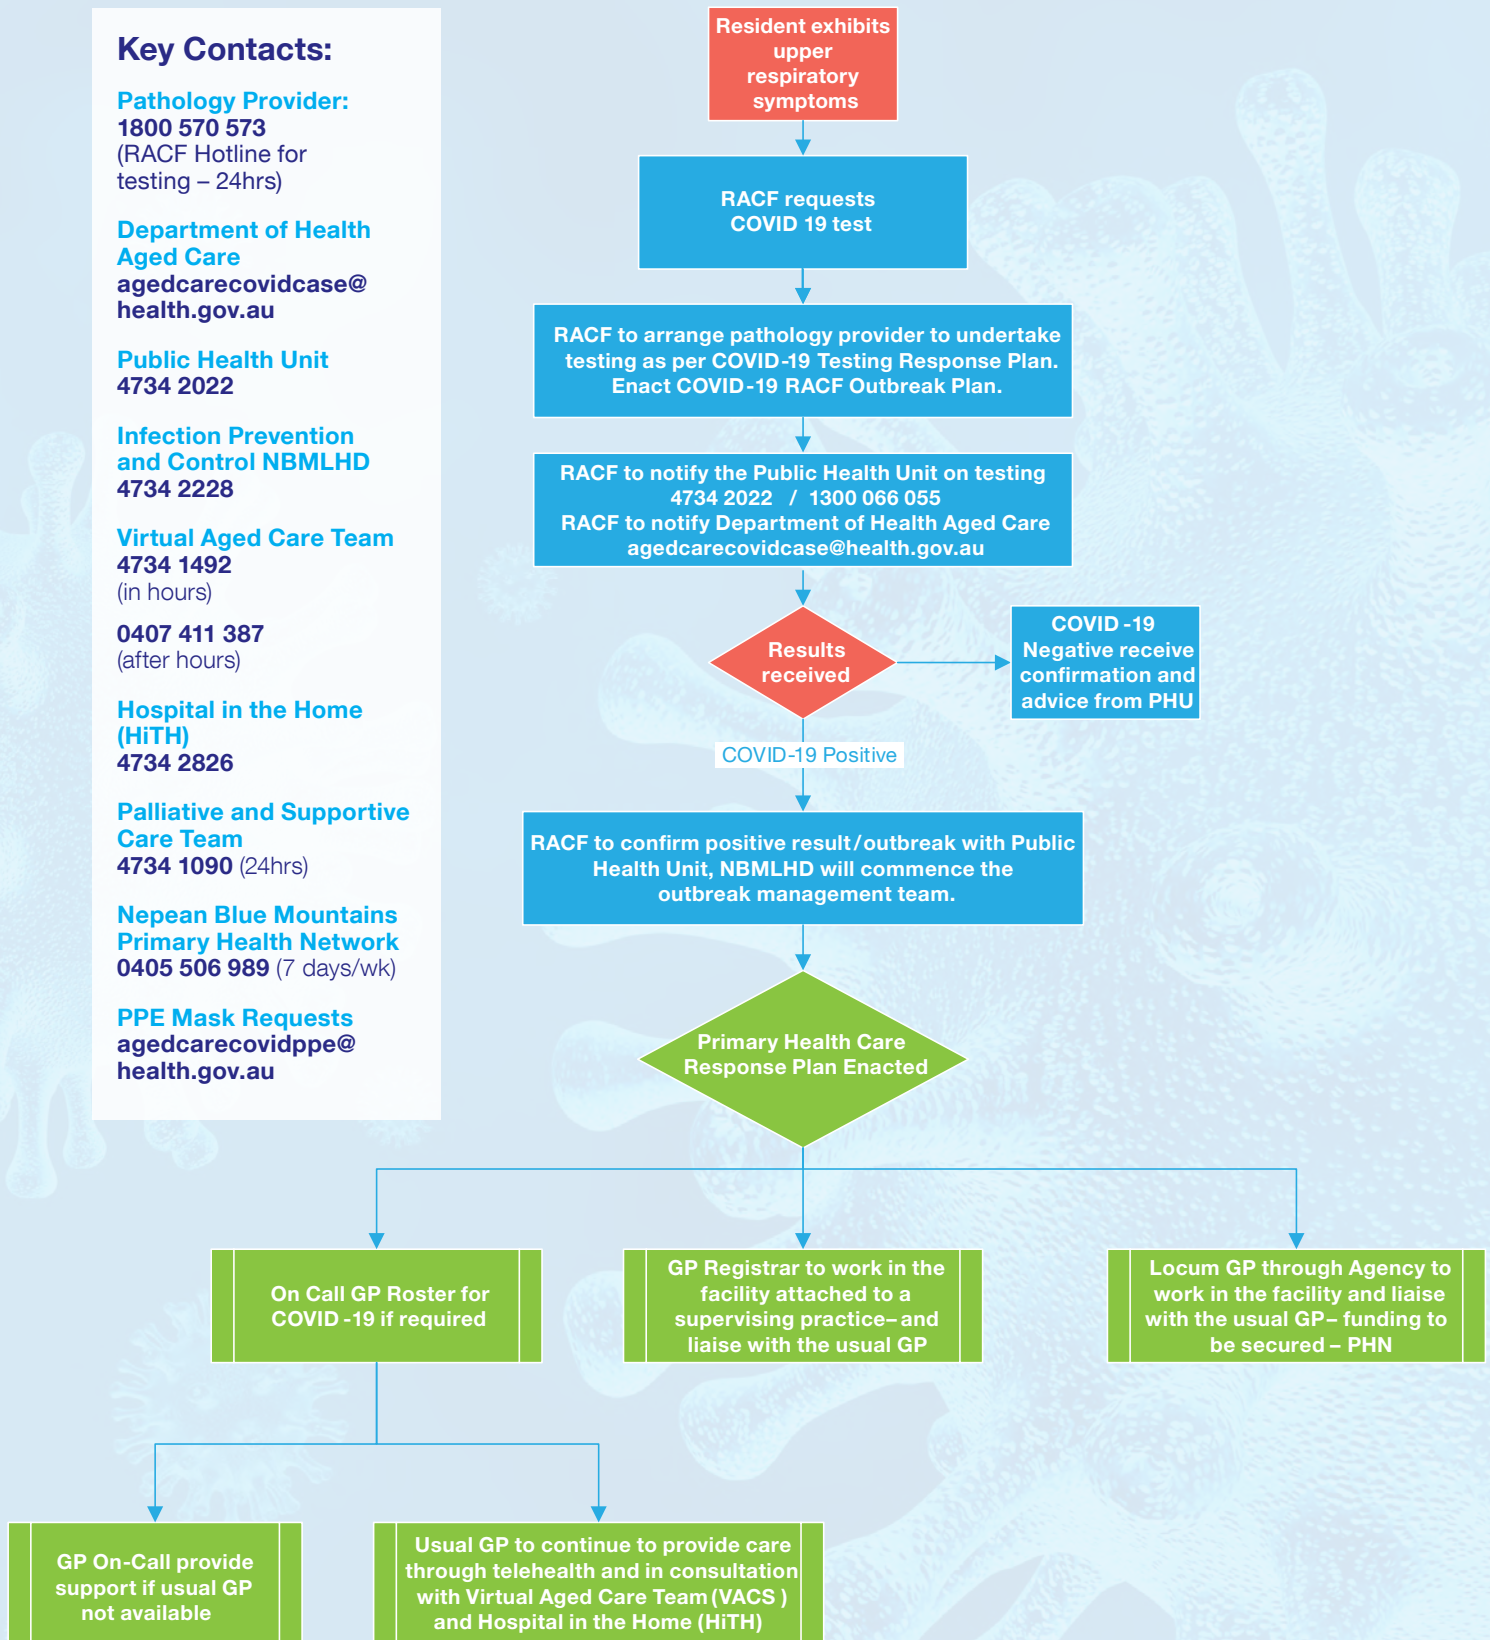 Key Contacts:
Pathology Provider:
1800 570 573
(RACF Hotline for
testing – 24hrs)
Department of Health
Aged Care
agedcarecovidcase@
health.gov.au
Public Health Unit
4734 2022
Infection Prevention
and Control NBMLHD
4734 2228
Virtual Aged Care Team
4734 1492
(in hours)
0407 411 387
(after hours)
Hospital in the Home
(HiTH)
4734 2826
Palliative and Supportive
Care Team
4734 1090 (24hrs)
Nepean Blue Mountains
Primary Health Network
0405 506 989 (7 days/wk)
PPE Mask Requests
agedcarecovidppe@
health.gov.au
Resident exhibits
upper
respiratory
symptoms
RACF requests
COVID 19 test
RACF to arrange pathology provider to undertake
testing as per COVID-19 Testing Response Plan.
Enact COVID-19 RACF Outbreak Plan.
RACF to notify the Public Health Unit on testing
4734 2022 / 1300 066 055
RACF to notify Department of Health Aged Care
agedcarecovidcase@health.gov.au
Results
received
COVID -19
Negative receive
confirmation and
advice from PHU
COVID-19 Positive
RACF to confirm positive result/outbreak with Public
Health Unit, NBMLHD will commence the
outbreak management team.
Primary Health Care
Response Plan Enacted
On Call GP Roster for
COVID -19 if required
GP Registrar to work in the
facility attached to a
supervising practice– and
liaise with the usual GP
Locum GP through Agency to
work in the facility and liaise
with the usual GP– funding to
be secured – PHN
GP On-Call provide
support if usual GP
not available
Usual GP to continue to provide care
through telehealth and in consultation
with Virtual Aged Care Team (VACS )
and Hospital in the Home (HiTH)